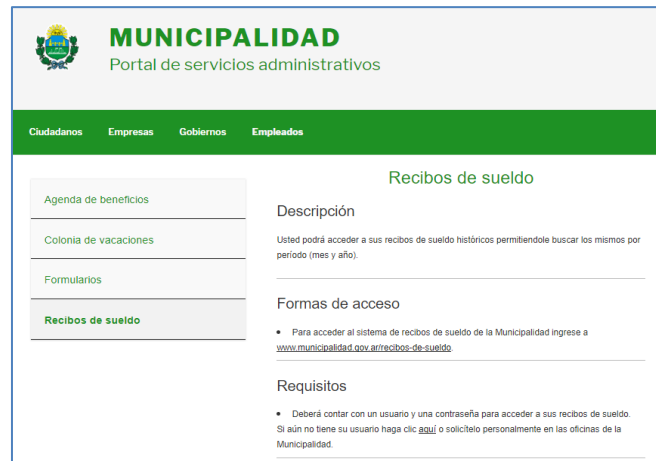 MUNICIPALIDAD
Portal de servicios administrativos
Ciudadanos Empresas Gobiernos Empleados
Agenda de beneficios
Colonia de vacaciones
Formularios
Recibos de sueldo
Recibos de sueldo
Descripción
Usted podrá acceder a sus recibos de sueldo históricos permitiendole buscar los mismos por
período (mes y año).
Formas de acceso
• Para acceder al sistema de recibos de sueldo de la Municipalidad ingrese a
www.municipalidad.gov.ar/recibos-de-sueldo.
Requisitos
• Deberá contar con un usuario y una contraseña para acceder a sus recibos de sueldo.
Si aún no tiene su usuario haga clic aquí o solicítelo personalmente en las oficinas de la
Municipalidad.